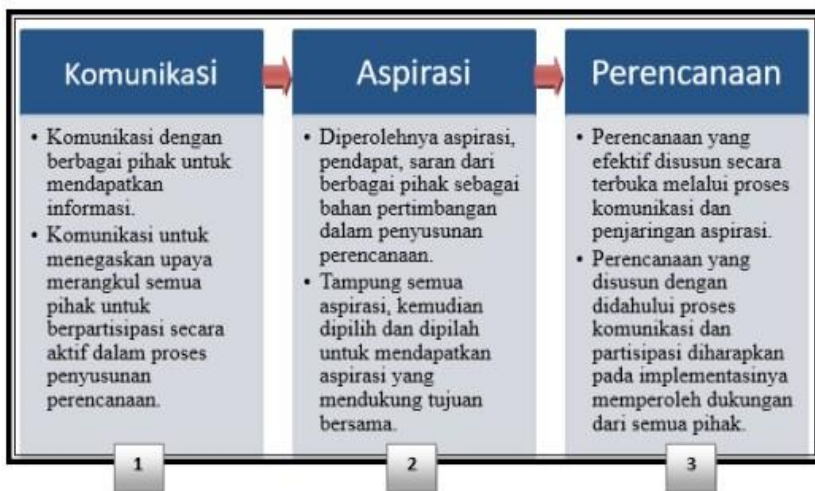 Komunikasi
• Komunikasi dengan
berbagai pihak untuk
mendapatkan
informasi.
• Komunikasi untuk
menegaskan upaya
merangkul semua
pihak untuk
berpartisipasi secara
aktif dalam proses
penyusunan
perencanaan.
1
Aspirasi
• Diperolehnya aspirasi,
pendapat, saran dari
berbagai pihak sebagai
bahan pertimbangan
dalam penyusunan
perencanaan.
• Tampung semua
aspirasi, kemudian
dipilih dan dipilah
untuk mendapatkan
aspirasi yang
mendukung tujuan
bersama.
2
Perencanaan
• Perencanaan yang
efektif disusun secara
terbuka melalui proses
komunikasi dan
penjaringan aspirasi.
• Perencanaan yang
disusun dengan
didahului proses
komunikasi dan
partisipasi diharapkan
pada implementasinya
memperoleh dukungan
dari semua pihak.
3